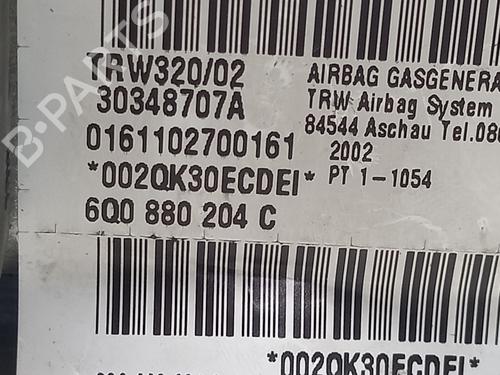 TRW320/02
30348707A
0161102700161
*002QK30ECDEI*
6Q0 880 204 C
AIRBAG GASGENERA
TRW Airbag System
84544 Aschau Tel.080
2002
PT 1-1054
*002QK30ECDEI*
B-PARTS